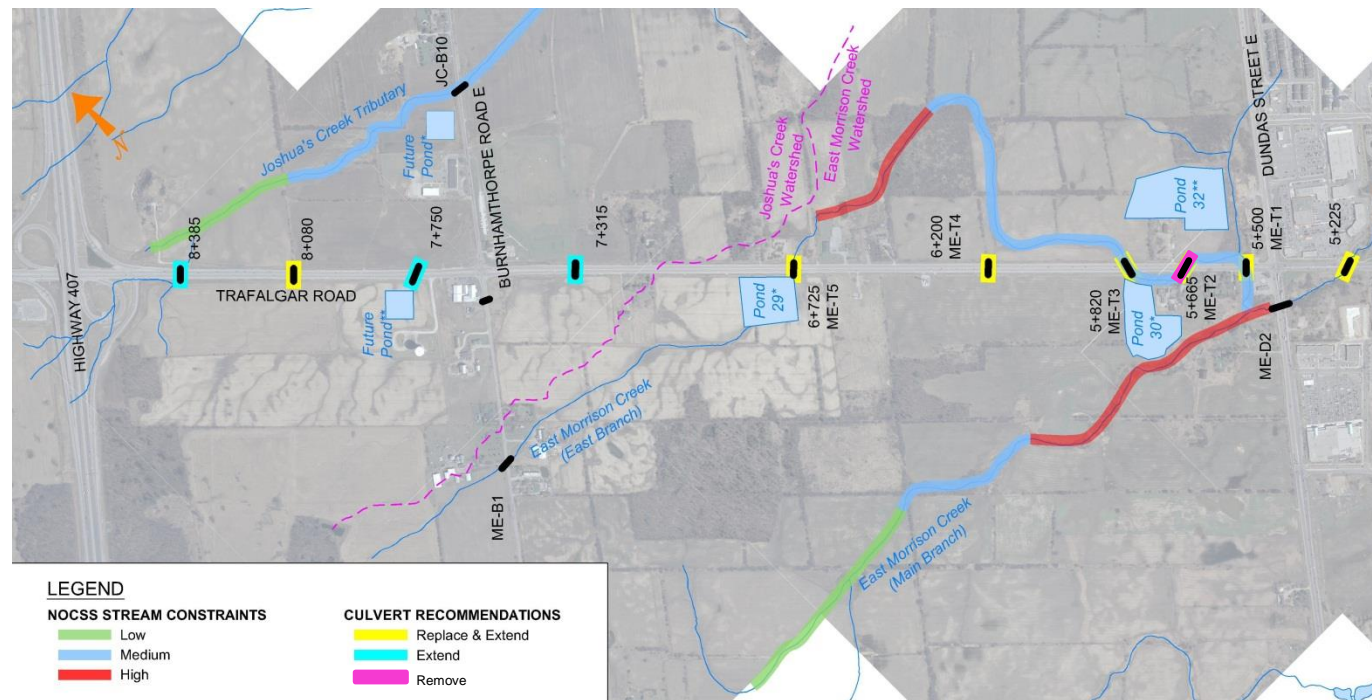 N
HIGHWAY 407
Joshua's Creek Tributary
Future
Pond*
JC-B10
BURNHAMTHORPE ROAD E
8+385
8+080
7+750
7+315
TRAFALGAR ROAD
Future
Pond**
Joshua's Creek
Watershed
East Morrison Creek
Watershed
Pond
29*
6+725
ME-T5
6+200
ME-T4
5+820
ME-T3
Pond
30*
5+665
ME-T2
Pond
32**
DUNDAS STREET E
5+500
ME-T1
5+225
ME-D2
East Morrison Creek
(East Branch)
ME-B1
East Morrison Creek
(Main Branch)
LEGEND
NOCSS STREAM CONSTRAINTS
Low
Medium
High
CULVERT RECOMMENDATIONS
Replace & Extend
Extend
Remove